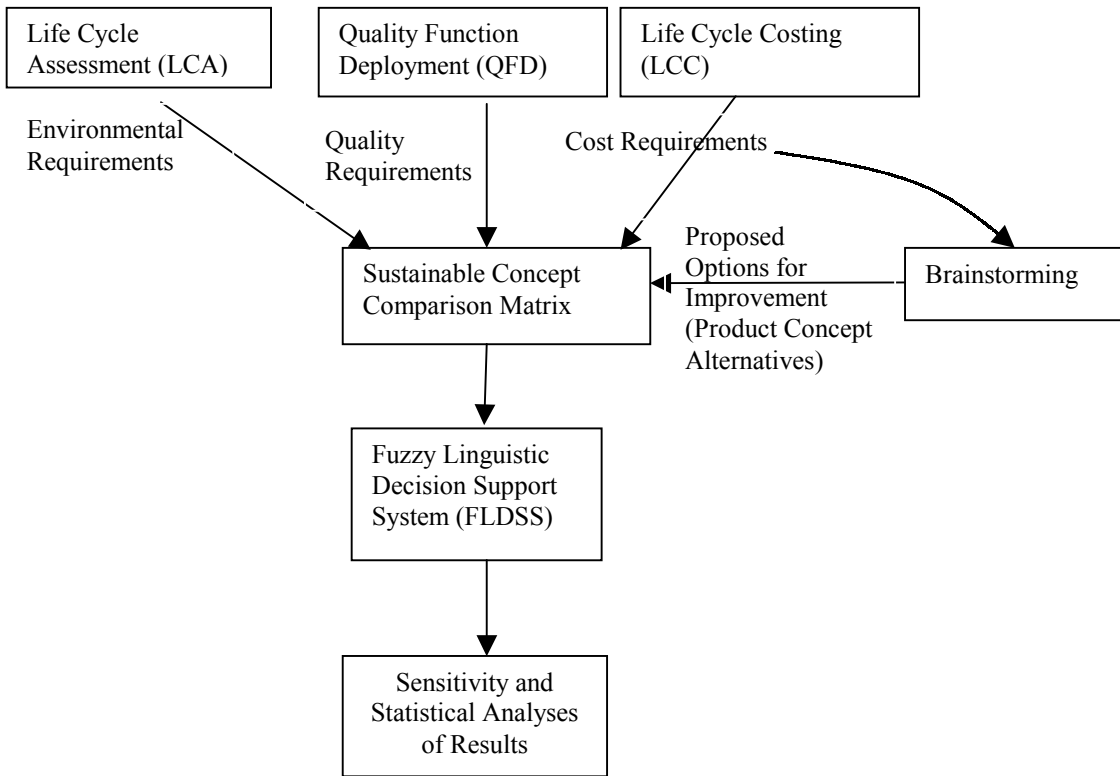 Life Cycle
Assessment (LCA)
Quality Function
Deployment (QFD)
Life Cycle Costing
(LCC)
Environmental
Requirements
Quality
Requirements
Cost Requirements
Sustainable Concept
Comparison Matrix
Proposed
Options for
Improvement
(Product Concept
Alternatives)
Brainstorming
Fuzzy Linguistic
Decision Support
System (FLDSS)
Sensitivity and
Statistical Analyses
of Results